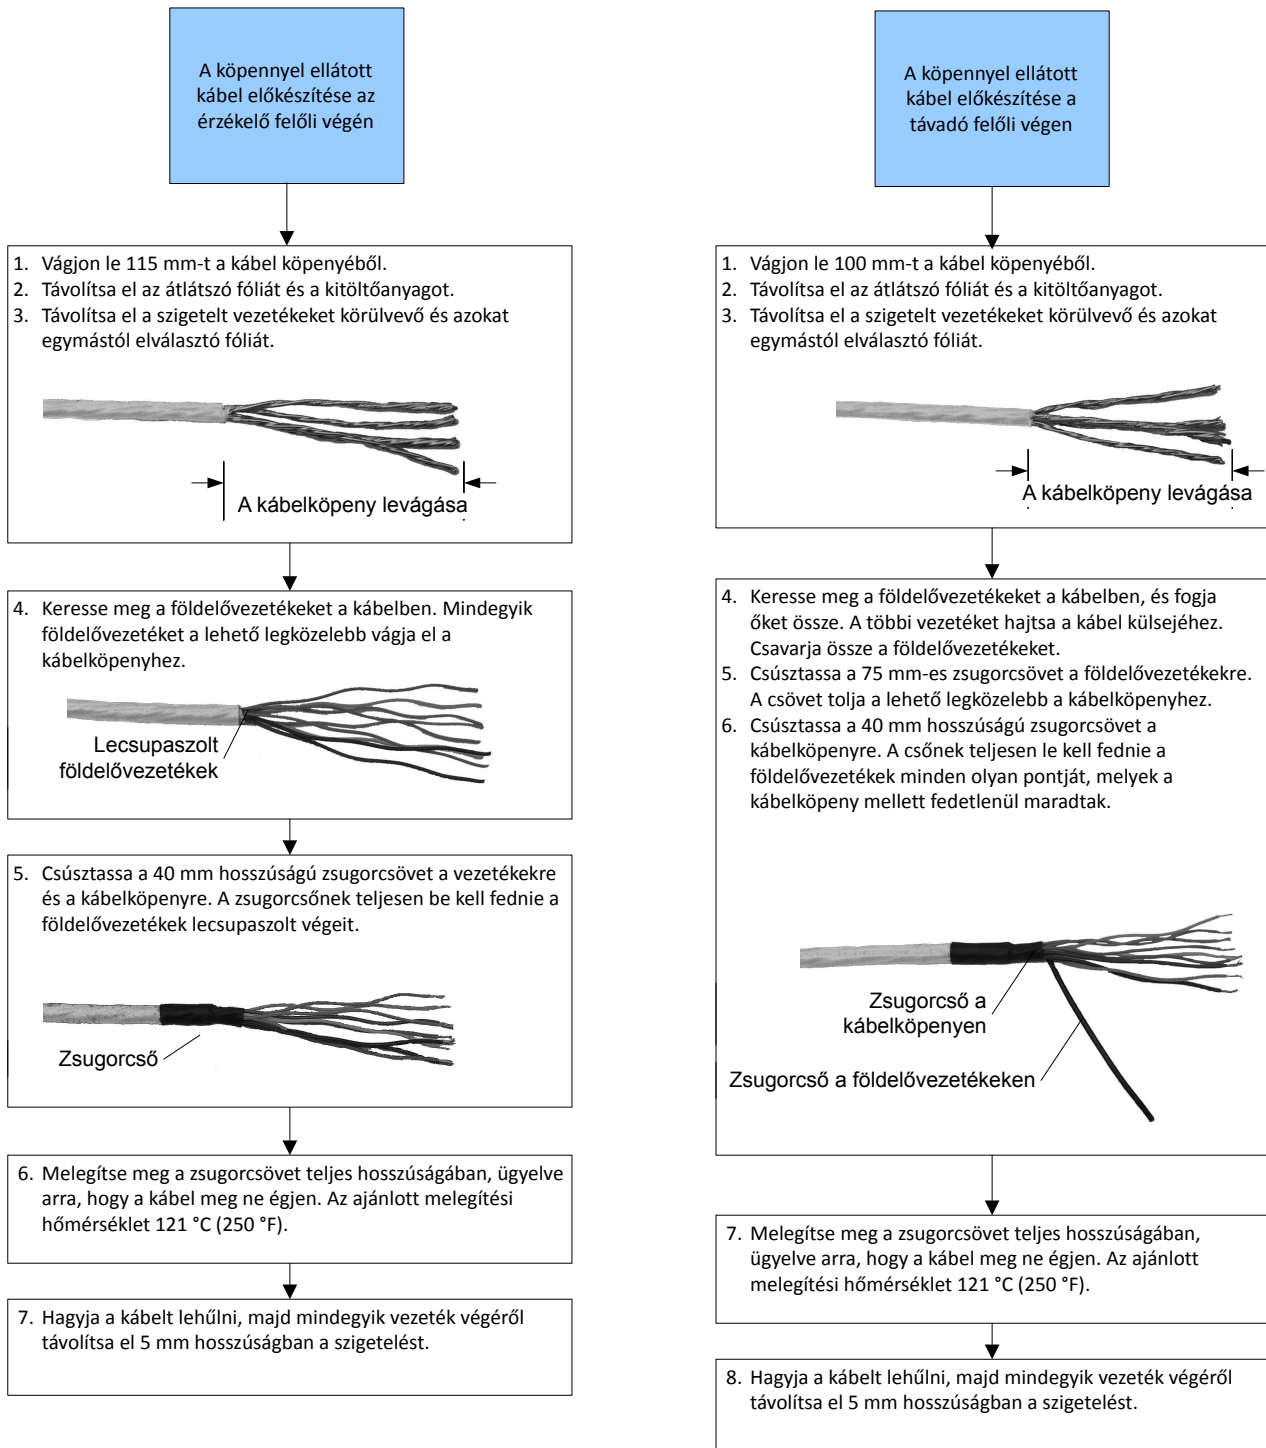 A köpennyel ellátott
kábel előkészítése az
érzékelő felőli végén
1. Vágjon le 115 mm-t a kábel köpenyéből.
2. Távolítsa el az átlátszó fóliát és a kitöltőanyagot.
3. Távolítsa el a szigetelt vezetékeket körülvevő és azokat
egymástól elválasztó fóliát.
A kábelköpeny levágása
4. Keresse meg a földelővezetékeket a kábelben. Mindegyik
földelővezetéket a lehető legközelebb vágja el a
kábelköpenyhez.
Lecsupaszolt
földelővezetékek
5. Csúsztassa a 40 mm hosszúságú zsugorcsövet a vezetékekre
és a kábelköpenyre. A zsugorcsőnek teljesen be kell fednie a
földelővezetékek lecsupaszolt végeit.
Zsugorcső
6. Melegítse meg a zsugorcsövet teljes hosszúságában, ügyelve
arra, hogy a kábel meg ne égjen. Az ajánlott melegítési
hőmérséklet 121 °C (250 °F).
7. Hagyja a kábelt lehűlni, majd mindegyik vezeték végéről
távolítsa el 5 mm hosszúságban a szigetelést.
A köpennyel ellátott
kábel előkészítése a
távadó felőli végen
1. Vágjon le 100 mm-t a kábel köpenyéből.
2. Távolítsa el az átlátszó fóliát és a kitöltőanyagot.
3. Távolítsa el a szigetelt vezetékeket körülvevő és azokat
egymástól elválasztó fóliát.
A kábelköpeny levágása
4. Keresse meg a földelővezetékeket a kábelben, és fogja
őket össze. A többi vezetéket hajtsa a kábel külsejéhez.
Csavarja össze a földelővezetékeket.
5. Csúsztassa a 75 mm-es zsugorcsövet a földelővezetékekre.
A csövet tolja a lehető legközelebb a kábelköpenyhez.
6. Csúsztassa a 40 mm hosszúságú zsugorcsövet a
kábelköpenyre. A csőnek teljesen le kell fednie a
földelővezetékek minden olyan pontját, melyek a
kábelköpeny mellett fedetlenül maradtak.
Zsugorcső a
kábelköpenyen
Zsugorcső a földelővezetékeken
7. Melegítse meg a zsugorcsövet teljes hosszúságában,
ügyelve arra, hogy a kábel meg ne égjen. Az ajánlott
melegítési hőmérséklet 121 °C (250 °F).
8. Hagyja a kábelt lehűlni, majd mindegyik vezeték végéről
távolítsa el 5 mm hosszúságban a szigetelést.